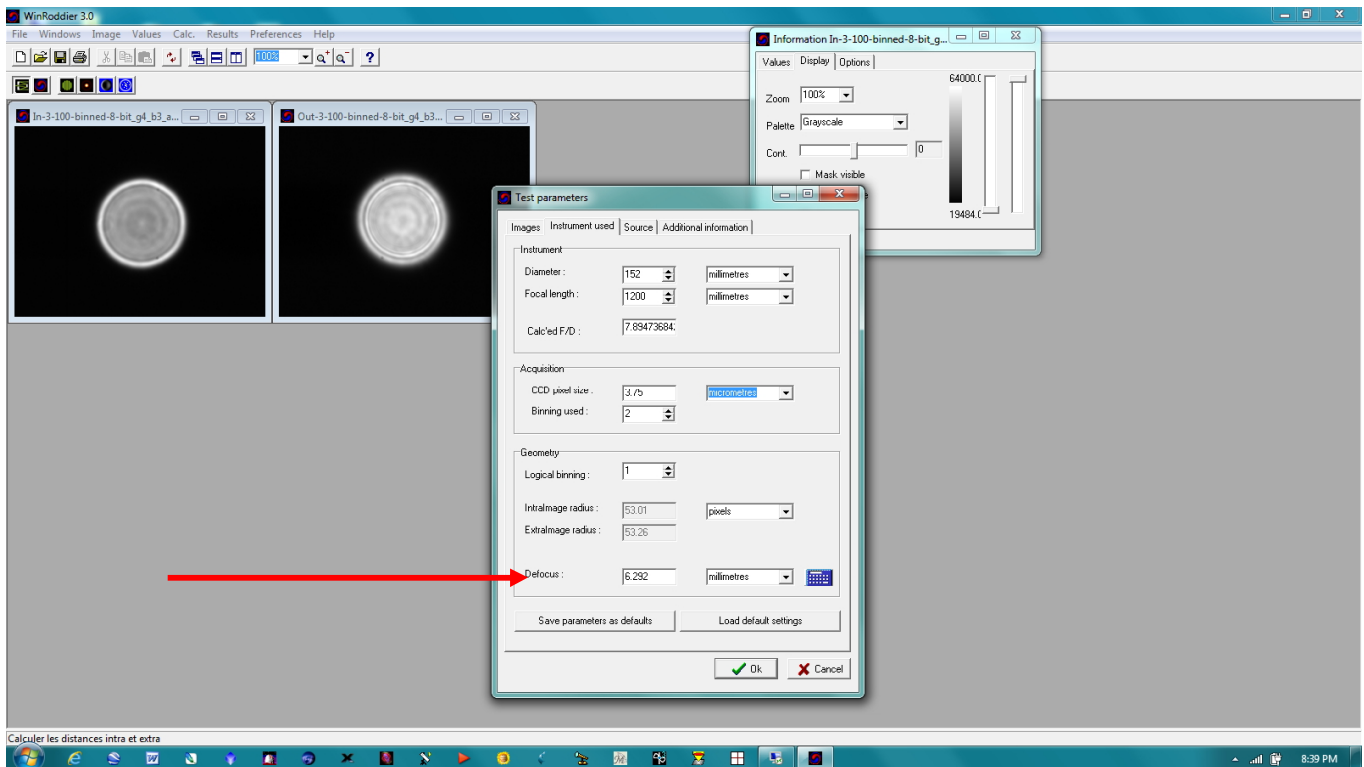 WinRoddier 3.0
File Windows Image Values Calc. Results Preferences Help
100%
In-3-100-binned-8-bit_g4_b3_a...
Out-3-100-binned-8-bit_g4_b3...
Information In-3-100-binned-8-bit_g...
Values Display Options
64000.(
Zoom 100%
Palette Grayscale
Cont. 0
Mask visible
19484.(
Test parameters
Images Instrument used Source Additional information
Instrument
Diameter : 152 millimetres
Focal length : 1200 millimetres
Calc'ed F/D : 7.89473684:
Acquisition
CCD pixel size : 3.75 micrometres
Binning used : 2
Geometry
Logical binning : 1
IntraImage radius : 53.01 pixels
ExtraImage radius : 53.26
Defocus : 6.292 millimetres
Save parameters as defaults Load default settings
Ok Cancel
Calculer les distances intra et extra
8:39 PM